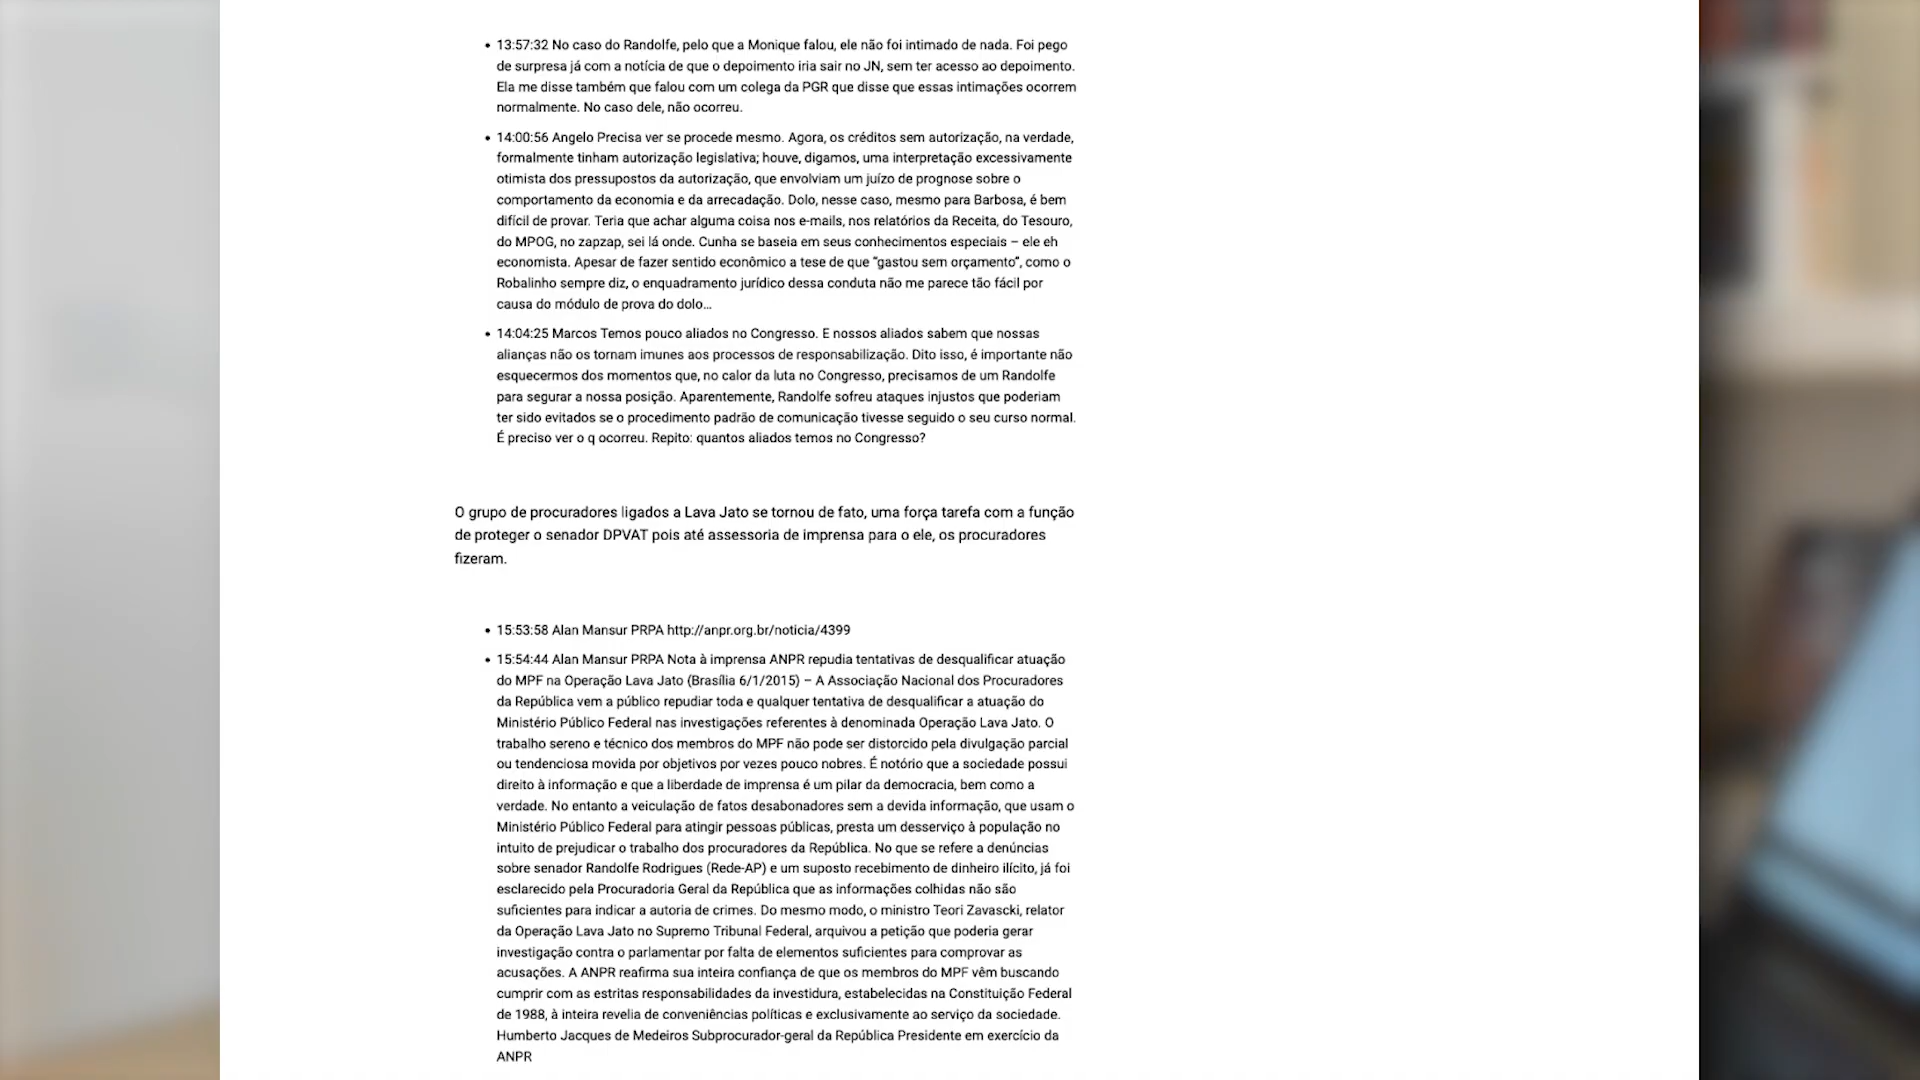 • 13:57:32 No caso do Randolfe, pelo que a Monique falou, ele não foi intimado de nada. Foi pego
de surpresa já com a notícia de que o depoimento iria sair no JN, sem ter acesso ao depoimento.
Ela me disse também que falou com um colega da PGR que disse que essas intimações ocorrem
normalmente. No caso dele, não ocorreu.
• 14:00:56 Angelo Precisa ver se procede mesmo. Agora, os créditos sem autorização, na verdade,
formalmente tinham autorização legislativa; houve, digamos, uma interpretação excessivamente
otimista dos pressupostos da autorização, que envolviam um juízo de prognose sobre o
comportamento da economia e da arrecadação. Dolo, nesse caso, mesmo para Barbosa, é bem
difícil de provar. Teria que achar alguma coisa nos e-mails, nos relatórios da Receita, do Tesouro,
do MPOG, no zapzap, sei lá onde. Cunha se baseia em seus conhecimentos especiais – ele eh
economista. Apesar de fazer sentido econômico a tese de que “gastou sem orçamento”, como o
Robalinho sempre diz, o enquadramento jurídico dessa conduta não me parece tão fácil por
causa do módulo de prova do dolo…
• 14:04:25 Marcos Temos pouco aliados no Congresso. E nossos aliados sabem que nossas
alianças não os tornam imunes aos processos de responsabilização. Dito isso, é importante não
esquecermos dos momentos que, no calor da luta no Congresso, precisamos de um Randolfe
para segurar a nossa posição. Aparentemente, Randolfe sofreu ataques injustos que poderiam
ter sido evitados se o procedimento padrão de comunicação tivesse seguido o seu curso normal.
É preciso ver o q ocorreu. Repito: quantos aliados temos no Congresso?
O grupo de procuradores ligados a Lava Jato se tornou de fato, uma força tarefa com a função
de proteger o senador DPVAT pois até assessoria de imprensa para o ele, os procuradores
fizeram.
• 15:53:58 Alan Mansur PRPA http://anpr.org.br/noticia/4399
• 15:54:44 Alan Mansur PRPA Nota à imprensa ANPR repudia tentativas de desqualificar atuação
do MPF na Operação Lava Jato (Brasília 6/1/2015) – A Associação Nacional dos Procuradores
da República vem a público repudiar toda e qualquer tentativa de desqualificar a atuação do
Ministério Público Federal nas investigações referentes à denominada Operação Lava Jato. O
trabalho sereno e técnico dos membros do MPF não pode ser distorcido pela divulgação parcial
ou tendenciosa movida por objetivos por vezes pouco nobres. É notório que a sociedade possui
direito à informação e que a liberdade de imprensa é um pilar da democracia, bem como a
verdade. No entanto a veiculação de fatos desabonadores sem a devida informação, que usam o
Ministério Público Federal para atingir pessoas públicas, presta um desserviço à população no
intuito de prejudicar o trabalho dos procuradores da República. No que se refere a denúncias
sobre senador Randolfe Rodrigues (Rede-AP) e um suposto recebimento de dinheiro ilícito, já foi
esclarecido pela Procuradoria Geral da República que as informações colhidas não são
suficientes para indicar a autoria de crimes. Do mesmo modo, o ministro Teori Zavascki, relator
da Operação Lava Jato no Supremo Tribunal Federal, arquivou a petição que poderia gerar
investigação contra o parlamentar por falta de elementos suficientes para comprovar as
acusações. A ANPR reafirma sua inteira confiança de que os membros do MPF vêm buscando
cumprir com as estritas responsabilidades da investidura, estabelecidas na Constituição Federal
de 1988, à inteira revelia de conveniências políticas e exclusivamente ao serviço da sociedade.
Humberto Jacques de Medeiros Subprocurador-geral da República Presidente em exercício da
ANPR